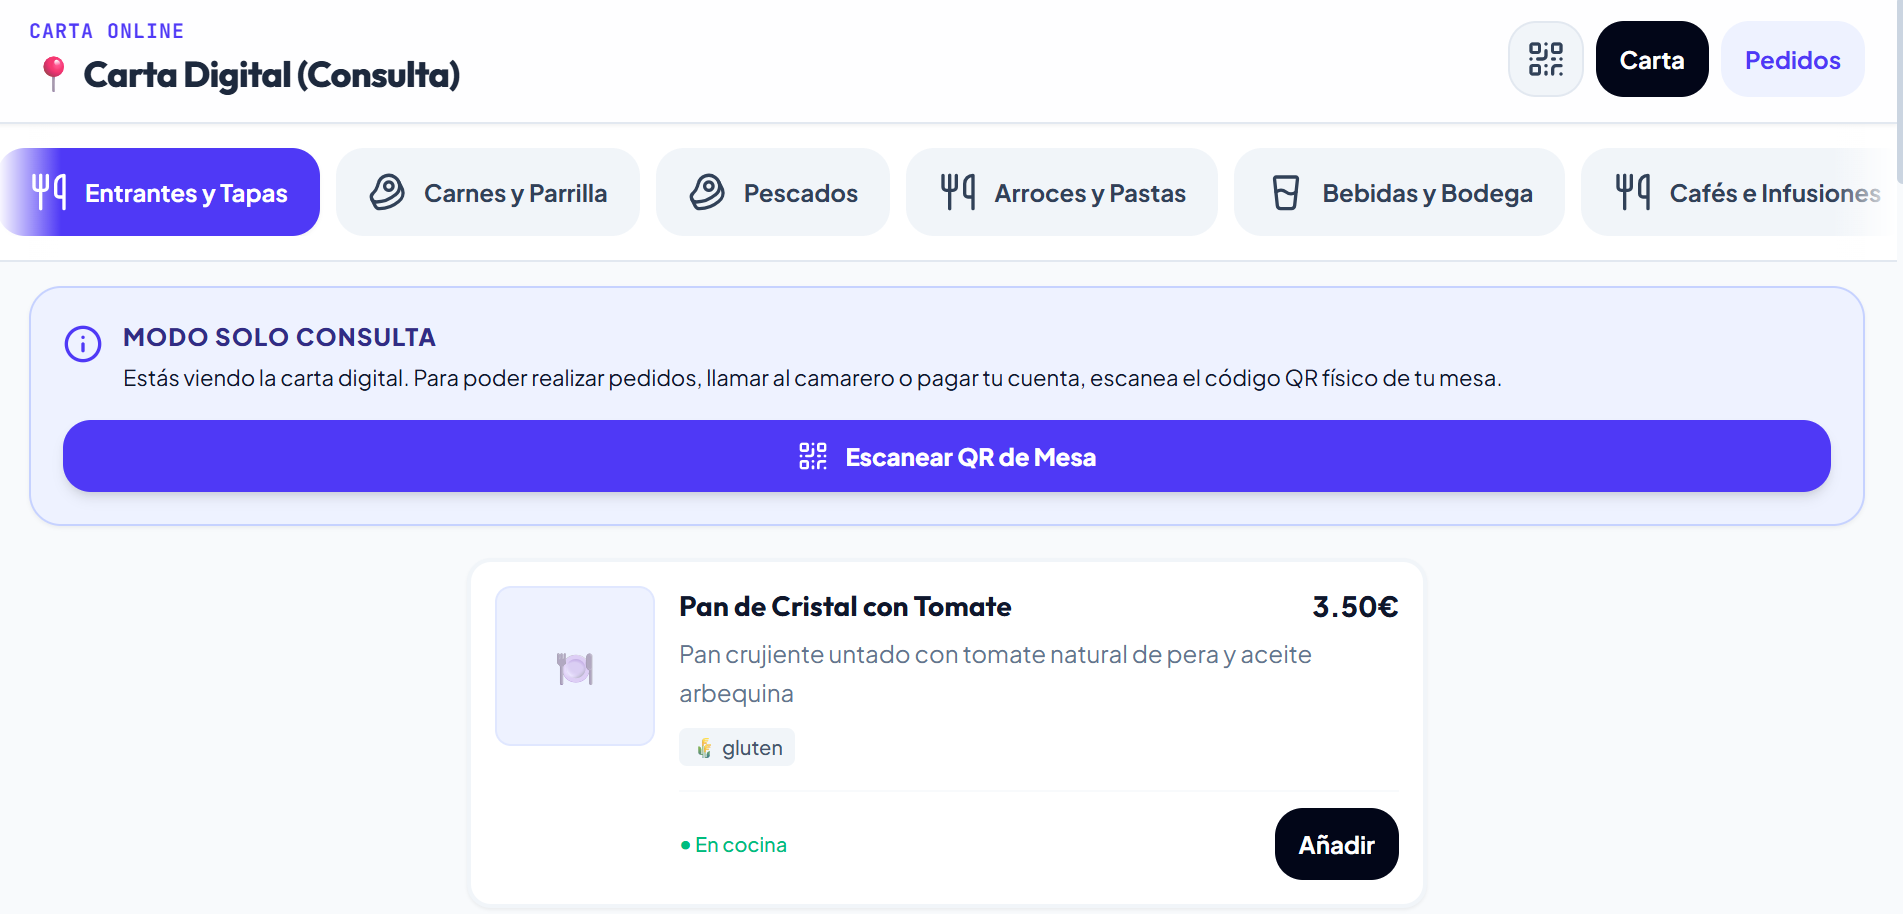 CARTA ONLINE
📍 Carta Digital (Consulta)
Carta
Pedidos
Entrantes y Tapas
Carnes y Parrilla
Pescados
Arroces y Pastas
Bebidas y Bodega
Cafés e Infusiones
MODO SOLO CONSULTA
Estás viendo la carta digital. Para poder realizar pedidos, llamar al camarero o pagar tu cuenta, escanea el código QR físico de tu mesa.
Escanear QR de Mesa
Pan de Cristal con Tomate 3.50€
Pan crujiente untado con tomate natural de pera y aceite
arbequina
gluten
En cocina
Añadir